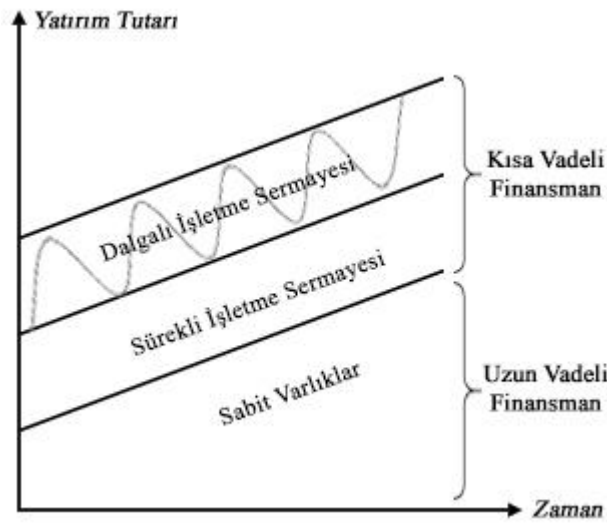 Yatırım Tutarı
Dalgalı İşletme Sermayesi
Kısa Vadeli
Finansman
Sürekli İşletme Sermayesi
Sabit Varlıklar
Uzun Vadeli
Finansman
Zaman